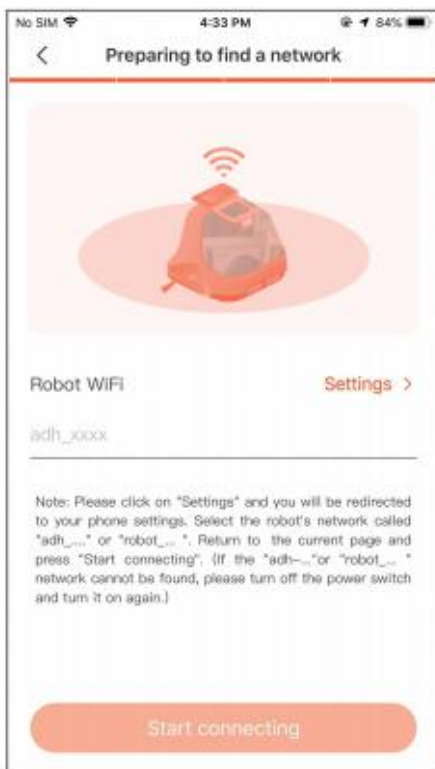 No SIM 4:33 PM 84%
Preparing to find a network
Robot WiFi Settings >
adh_xxxx
Note: Please click on "Settings" and you will be redirected
to your phone settings. Select the robot's network called
"adh_...." or "robot_... ". Return to the current page and
press "Start connecting". (If the "adh–..."or "robot_... "
network cannot be found, please turn off the power switch
and turn it on again.)
Start connecting